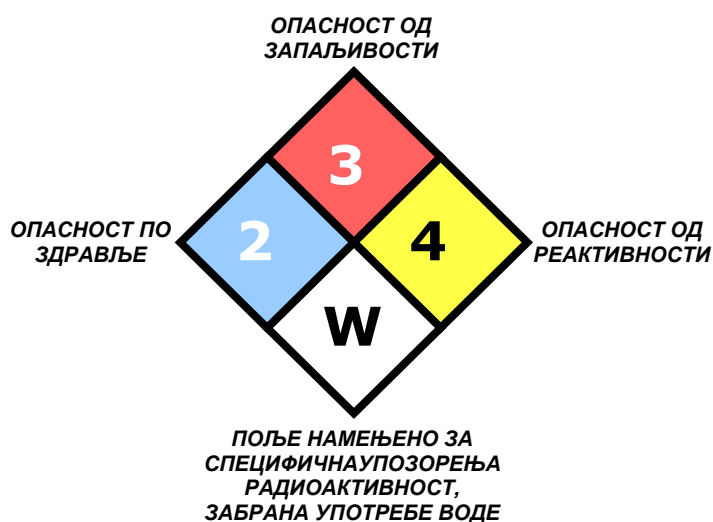 ОПАСНОСТ ОД
ЗАПАЉИВОСТИ
3
ОПАСНОСТ ПО
ЗДРАВЉЕ
2
4
ОПАСНОСТ ОД
РЕАКТИВНОСТИ
W
ПОЉЕ НАМЕЊЕНО ЗА
СПЕЦИФИЧНАУПОЗОРЕЊА
РАДИОАКТИВНОСТ,
ЗАБРАНА УПОТРЕБЕ ВОДЕ